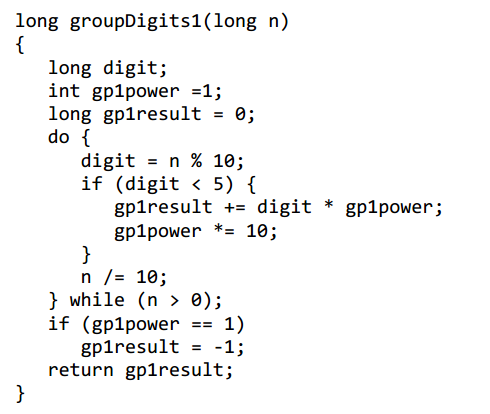 long groupDigits1(long n)
{
long digit;
int gp1power =1;
long gp1result = 0;
do {
digit = n % 10;
if (digit < 5) {
gp1result += digit * gp1power;
gp1power *= 10;
}
n /= 10;
} while (n > 0);
if (gp1power == 1)
gp1result = -1;
return gp1result;
}